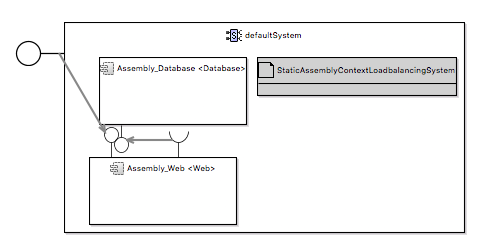 defaultSystem
Assembly_Database <Database>
StaticAssemblyContextLoadbalancingSystem
Assembly_Web <Web>